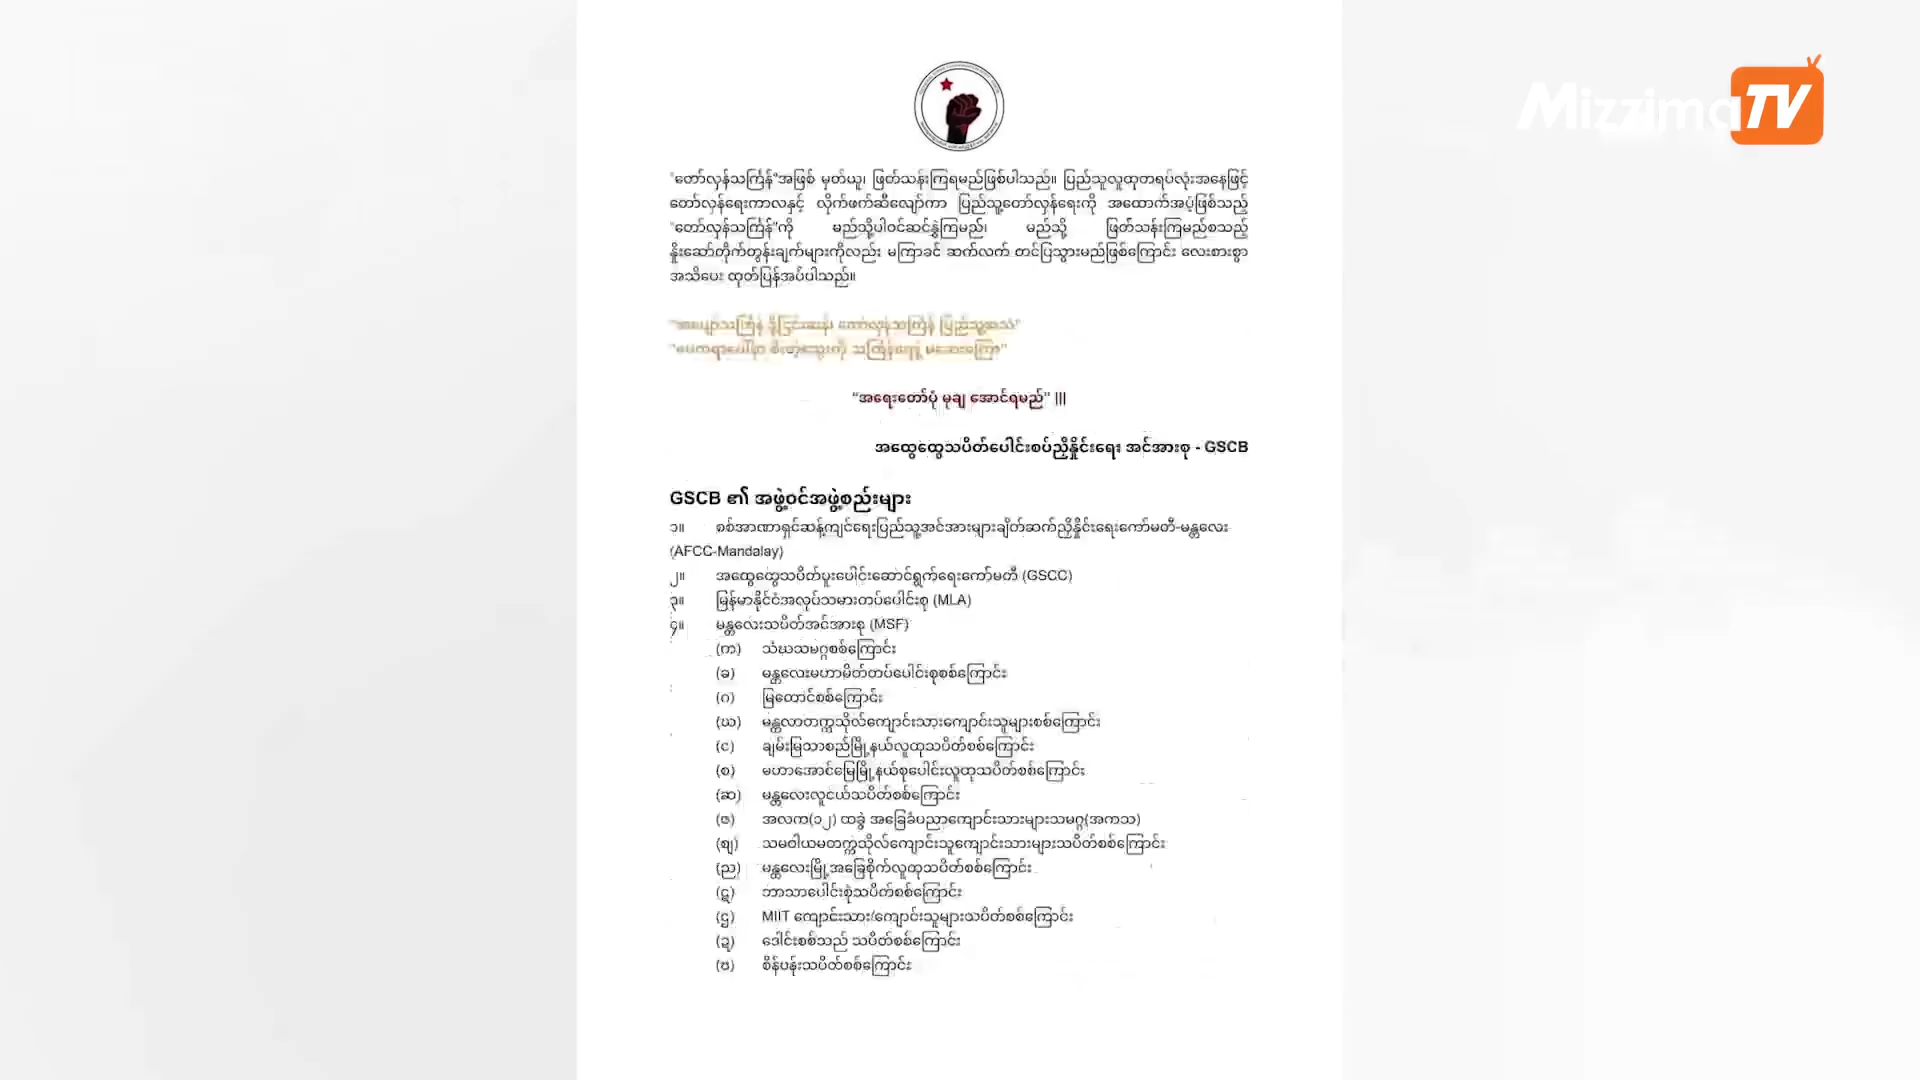 Mizzima TV
"တော်လှန်သင်္ကြန်"အဖြစ် မှတ်ယူ၊ ဖြတ်သန်းကြရမည်ဖြစ်ပါသည်။ ပြည်သူလူထုတရပ်လုံးအနေဖြင့်
တော်လှန်ရေးကာလနှင့် လိုက်ဖက်ဆီလျော်ကာ ပြည်သူ့တော်လှန်ရေးကို အထောက်အပံ့ဖြစ်သည့်
"တော်လှန်သင်္ကြန်"ကို မည်သို့ပါဝင်ဆင်နွှဲကြမည်၊ မည်သို့ ဖြတ်သန်းကြမည်စသည့်
နှိုးဆော်တိုက်တွန်းချက်များကိုလည်း မကြာခင် ဆက်လက် တင်ပြသွားမည်ဖြစ်ကြောင်း လေးစားစွာ
အသိပေး ထုတ်ပြန်အပ်ပါသည်။
"အရေးတော်ပုံ မုချ အောင်ရမည်" |||
အထွေထွေသပိတ်ပေါင်းစပ်ညှိနှိုင်းရေး အင်အားစု - GSCB
GSCB ၏ အဖွဲ့ဝင်အဖွဲ့စည်းများ
၁။ စစ်အာဏာရှင်ဆန့်ကျင်ရေးပြည်သူ့အင်အားများချိတ်ဆက်ညှိနှိုင်းရေးကော်မတီ-မန္တလေး
(AFCC-Mandalay)
၂။ အထွေထွေသပိတ်ပူးပေါင်းဆောင်ရွက်ရေးကော်မတီ (GSCC)
၃။ မြန်မာနိုင်ငံအလုပ်သမားတပ်ပေါင်းစု (MLA)
၄။ မန္တလေးသပိတ်အင်အားစု (MSF)
(က) သံဃသမဂ္ဂစစ်ကြောင်း
(ခ) မန္တလေးမဟာမိတ်တပ်ပေါင်းစုစစ်ကြောင်း
(ဂ) မြတောင်စစ်ကြောင်း
(ဃ) မန္တလာတက္ကသိုလ်ကျောင်းသားကျောင်းသူများစစ်ကြောင်း
(င) ချမ်းမြသာစည်မြို့နယ်လူထုသပိတ်စစ်ကြောင်း
(စ) မဟာအောင်မြေမြို့နယ်စုပေါင်းလူထုသပိတ်စစ်ကြောင်း
(ဆ) မန္တလေးလူငယ်သပိတ်စစ်ကြောင်း
(ဇ) အလက(၁၂) ထခွဲ အခြေခံပညာကျောင်းသားများသမဂ္ဂ(အကသ)
(ဈ) သမဝါယမတက္ကသိုလ်ကျောင်းသူကျောင်းသားများသပိတ်စစ်ကြောင်း
(ည) မန္တလေးမြို့အခြေစိုက်လူထုသပိတ်စစ်ကြောင်း
(ဋ) ဘာသာပေါင်းစုံသပိတ်စစ်ကြောင်း
(ဌ) MIIT ကျောင်းသား/ကျောင်းသူများသပိတ်စစ်ကြောင်း
(ဍ) ဒေါင်းစစ်သည် သပိတ်စစ်ကြောင်း
(ဗ) စိန်ပန်းသပိတ်စစ်ကြောင်း